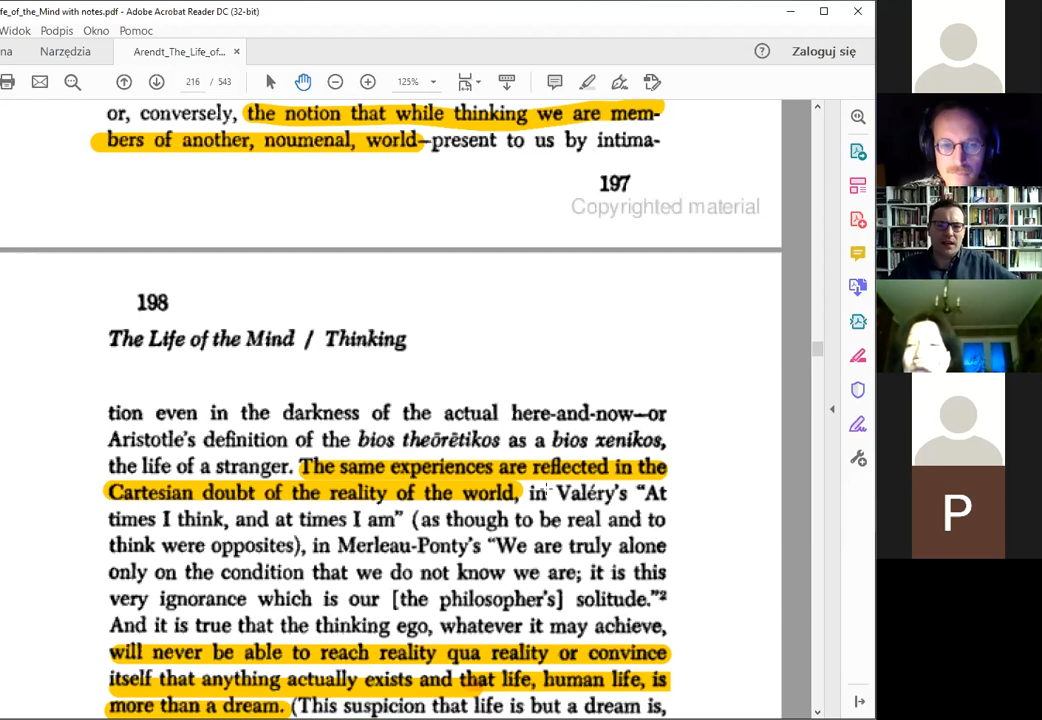 fe_of_the_Mind with notes.pdf - Adobe Acrobat Reader DC (32-bit)
Widok Podpis Okno Pomoc
na Narzędzia Arendt_The_Life_of... × Zaloguj się
216 / 543 125%
or, conversely, the notion that while thinking we are mem-
bers of another, noumenal, world—present to us by intima-
197
Copyrighted material
198
The Life of the Mind / Thinking
tion even in the darkness of the actual here-and-now—or
Aristotle's definition of the bios theōrētikos as a bios xenikos,
the life of a stranger. The same experiences are reflected in the
Cartesian doubt of the reality of the world, in Valéry's "At
times I think, and at times I am" (as though to be real and to
think were opposites), in Merleau-Ponty's "We are truly alone
only on the condition that we do not know we are; it is this
very ignorance which is our [the philosopher's] solitude."²
And it is true that the thinking ego, whatever it may achieve,
will never be able to reach reality qua reality or convince
itself that anything actually exists and that life, human life, is
more than a dream. (This suspicion that life is but a dream is,
P